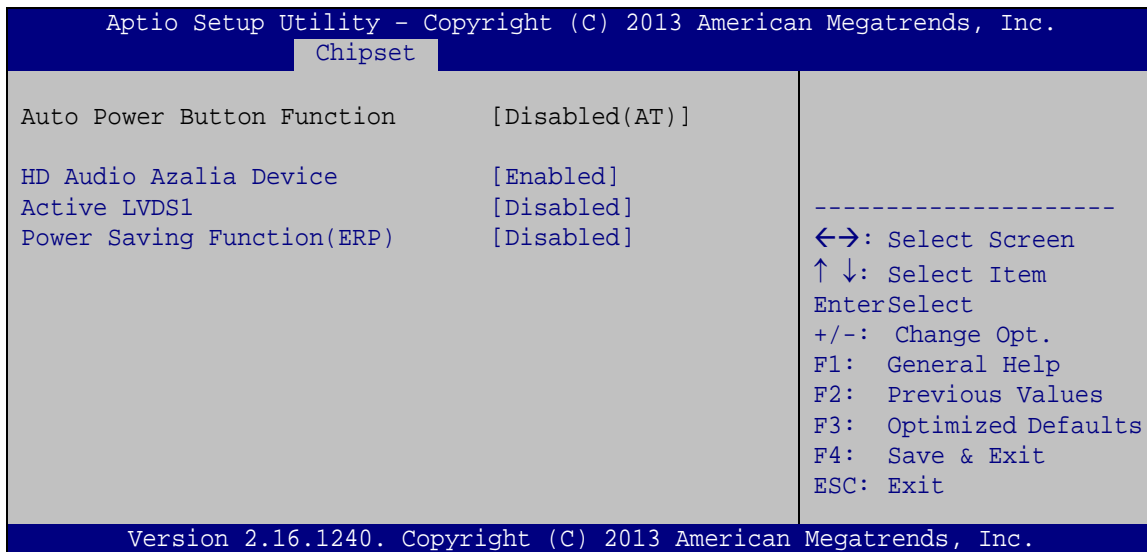 Aptio Setup Utility – Copyright (C) 2013 American Megatrends, Inc.
Chipset
Auto Power Button Function [Disabled(AT)]
HD Audio Azalia Device [Enabled]
Active LVDS1 [Disabled]
Power Saving Function(ERP) [Disabled]
---------------------
←→: Select Screen
↑ ↓: Select Item
EnterSelect
+/-: Change Opt.
F1: General Help
F2: Previous Values
F3: Optimized Defaults
F4: Save & Exit
ESC: Exit
Version 2.16.1240. Copyright (C) 2013 American Megatrends, Inc.